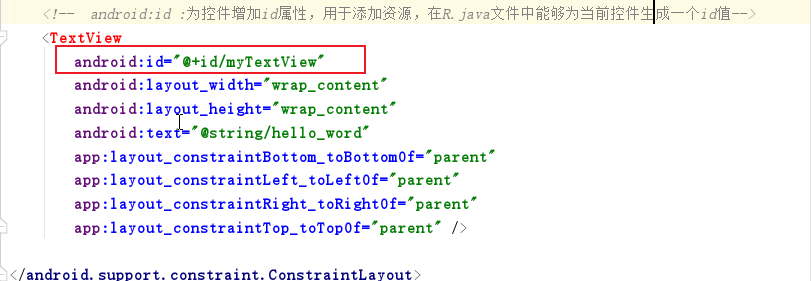 <!-- android:id :为控件增加id属性，用于添加资源，在R.java文件中能够为当前控件生成一个id值-->
<TextView
android:id="@+id/myTextView"
android:layout_width="wrap_content"
android:layout_height="wrap_content"
android:text="@string/hello_word"
app:layout_constraintBottom_toBottomOf="parent"
app:layout_constraintLeft_toLeftOf="parent"
app:layout_constraintRight_toRightOf="parent"
app:layout_constraintTop_toTopOf="parent" />
</android.support.constraint.ConstraintLayout>